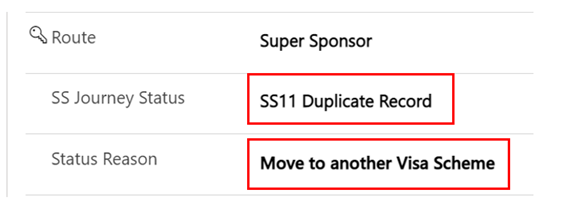 Route Super Sponsor
SS Journey Status SS11 Duplicate Record
Status Reason Move to another Visa Scheme